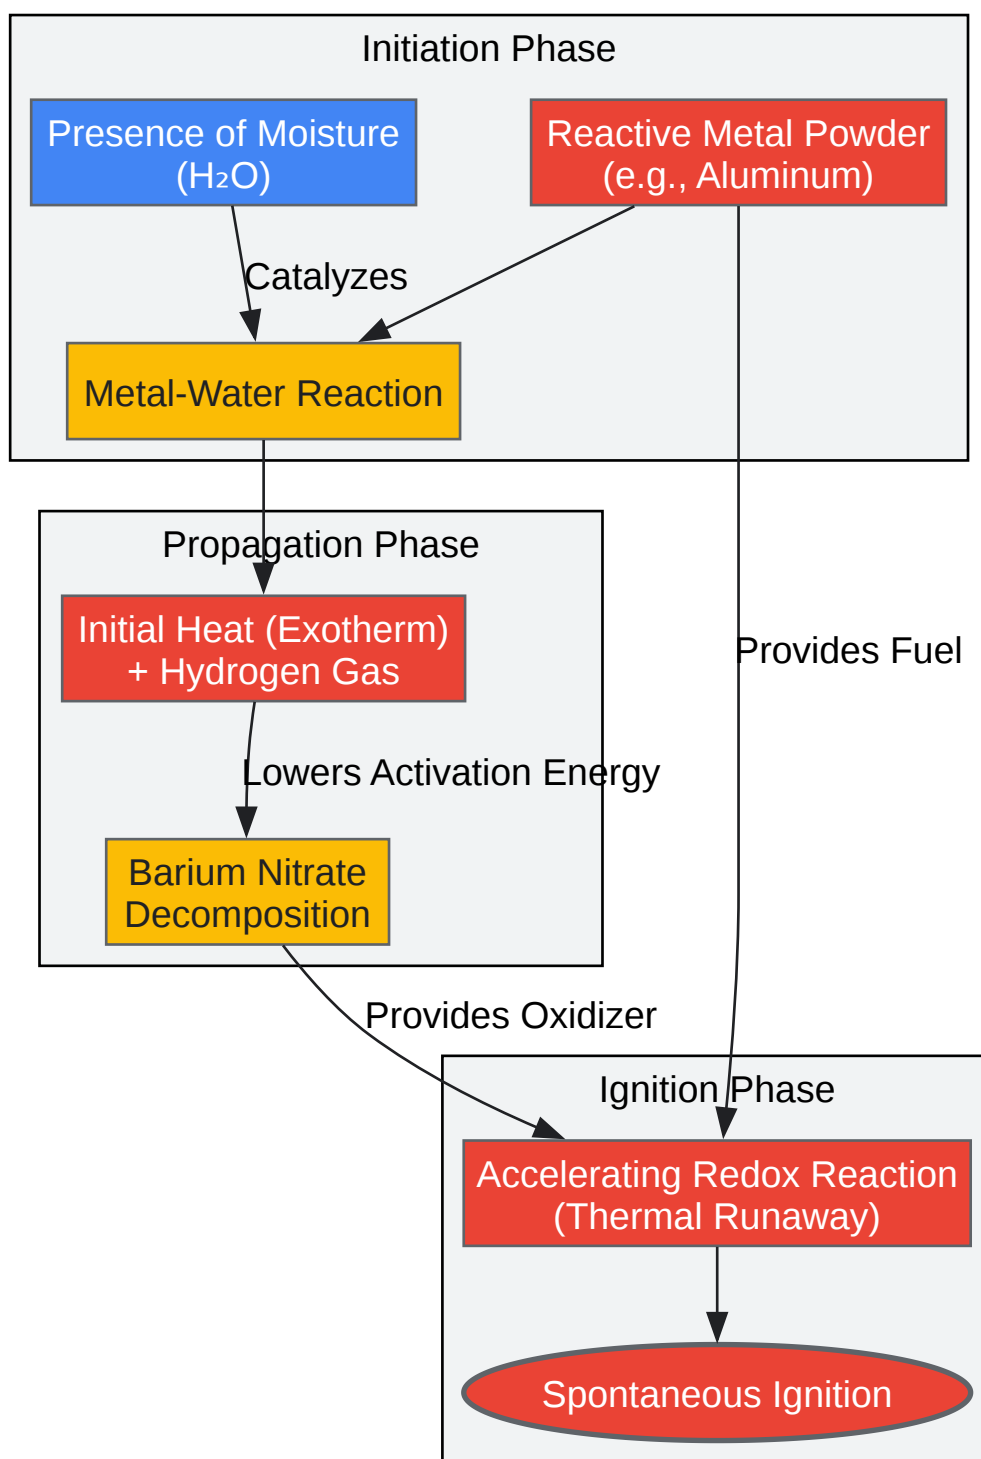 Initiation Phase
Presence of Moisture
(H₂O)
Reactive Metal Powder
(e.g., Aluminum)
Catalyzes
Metal-Water Reaction
Propagation Phase
Initial Heat (Exotherm)
+ Hydrogen Gas
Provides Fuel
Lowers Activation Energy
Barium Nitrate
Decomposition
Provides Oxidizer
Ignition Phase
Accelerating Redox Reaction
(Thermal Runaway)
Spontaneous Ignition